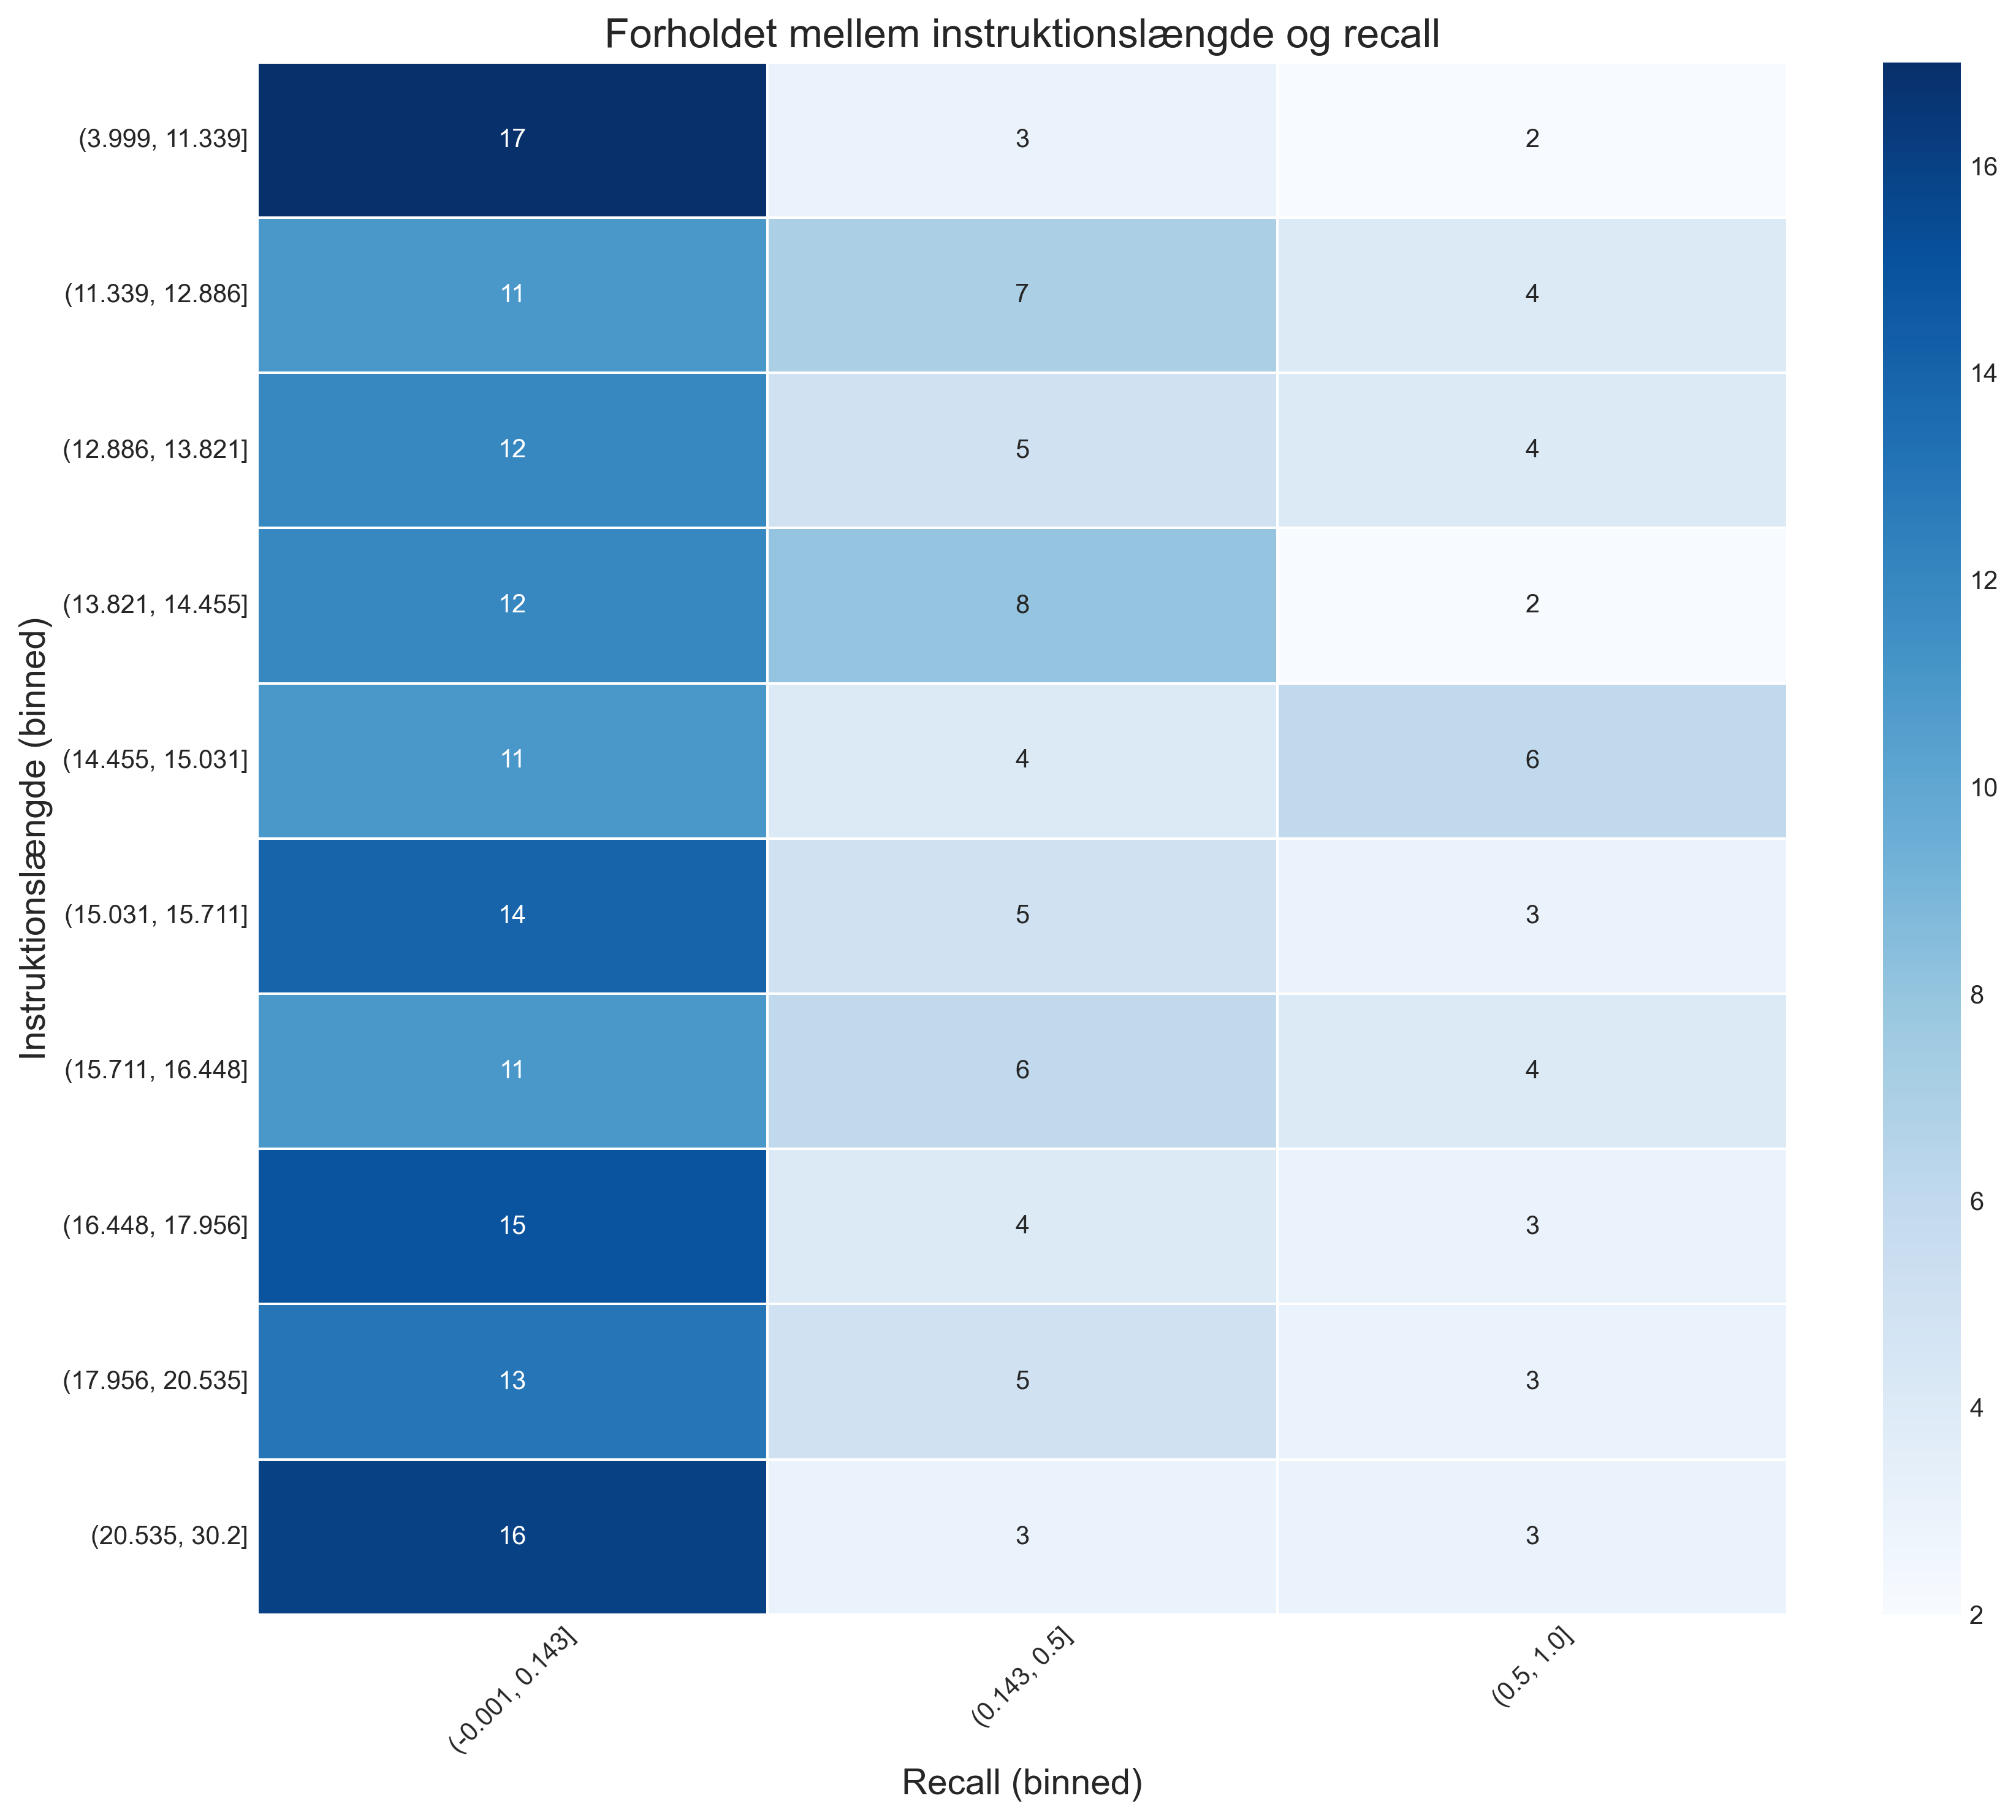 Forholdet mellem instruktionslængde og recall
Instruktionslængde (binned)
(3.999, 11.339] 17 3 2
(11.339, 12.886] 11 7 4
(12.886, 13.821] 12 5 4
(13.821, 14.455] 12 8 2
(14.455, 15.031] 11 4 6
(15.031, 15.711] 14 5 3
(15.711, 16.448] 11 6 4
(16.448, 17.956] 15 4 3
(17.956, 20.535] 13 5 3
(20.535, 30.2] 16 3 3
(-0.001, 0.143] (0.143, 0.5] (0.5, 1.0]
Recall (binned)
16
14
12
10
8
6
4
2